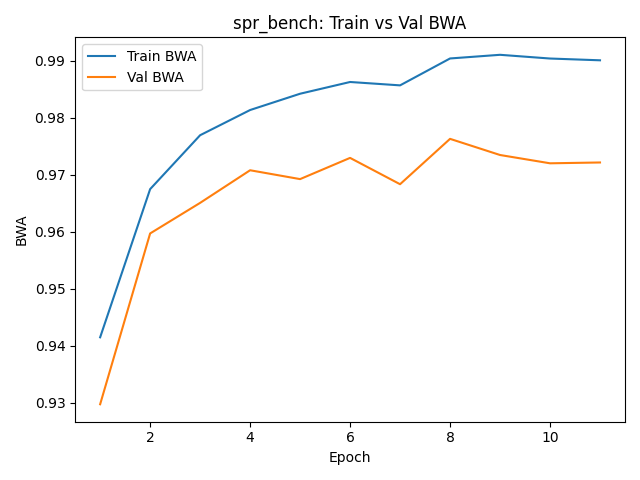 spr_bench: Train vs Val BWA
Train BWA
Val BWA
0.99
0.98
0.97
0.96
0.95
0.94
0.93
BWA
2 4 6 8 10
Epoch